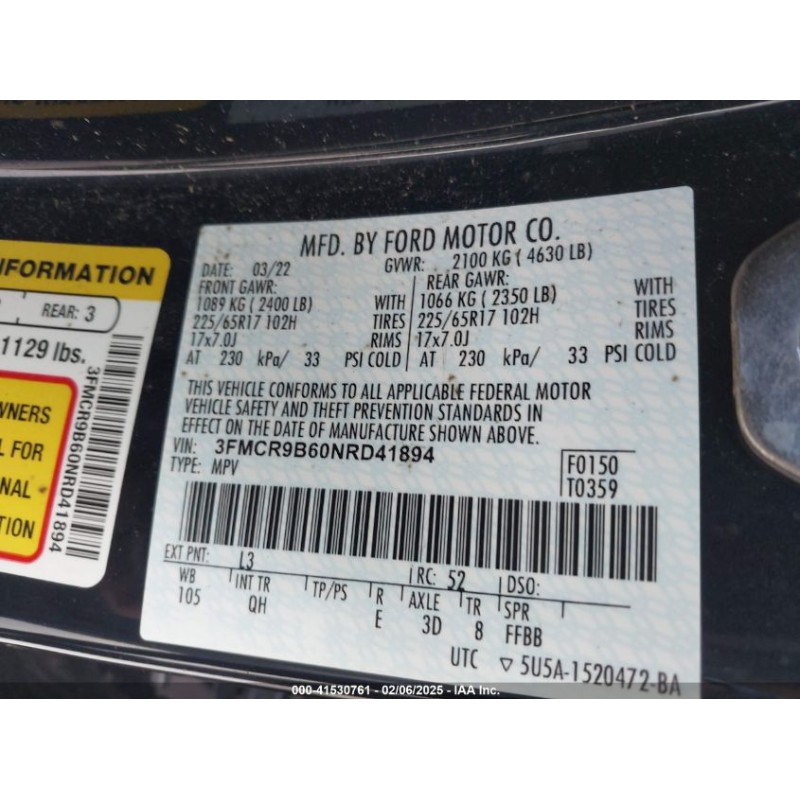 NFORMATION
REAR: 3
1129 lbs.
WNERS
L FOR
NAL
TION
3FMCR9B60NRD41894
MFD. BY FORD MOTOR CO.
DATE: 03/22 GVWR: 2100 KG ( 4630 LB)
FRONT GAWR: REAR GAWR:
1089 KG ( 2400 LB) WITH 1066 KG ( 2350 LB) WITH
225/65R17 102H TIRES 225/65R17 102H TIRES
17x7.0J RIMS 17x7.0J RIMS
AT 230 kPa/ 33 PSI COLD AT 230 kPa/ 33 PSI COLD
THIS VEHICLE CONFORMS TO ALL APPLICABLE FEDERAL MOTOR
VEHICLE SAFETY AND THEFT PREVENTION STANDARDS IN
EFFECT ON THE DATE OF MANUFACTURE SHOWN ABOVE.
VIN: 3FMCR9B60NRD41894
TYPE: MPV
F0150
T0359
EXT PNT: L3 RC: 52 DSO:
WB INT TR TP/PS R AXLE TR SPR
105 QH E 3D 8 FFBB
UTC ▽ 5U5A-1520472-BA
000-41530761 - 02/06/2025 - IAA Inc.